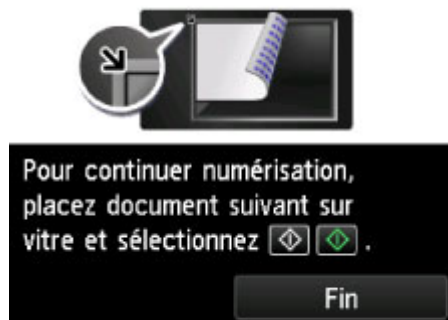 Pour continuer numérisation,
placez document suivant sur
vitre et sélectionnez .
Fin